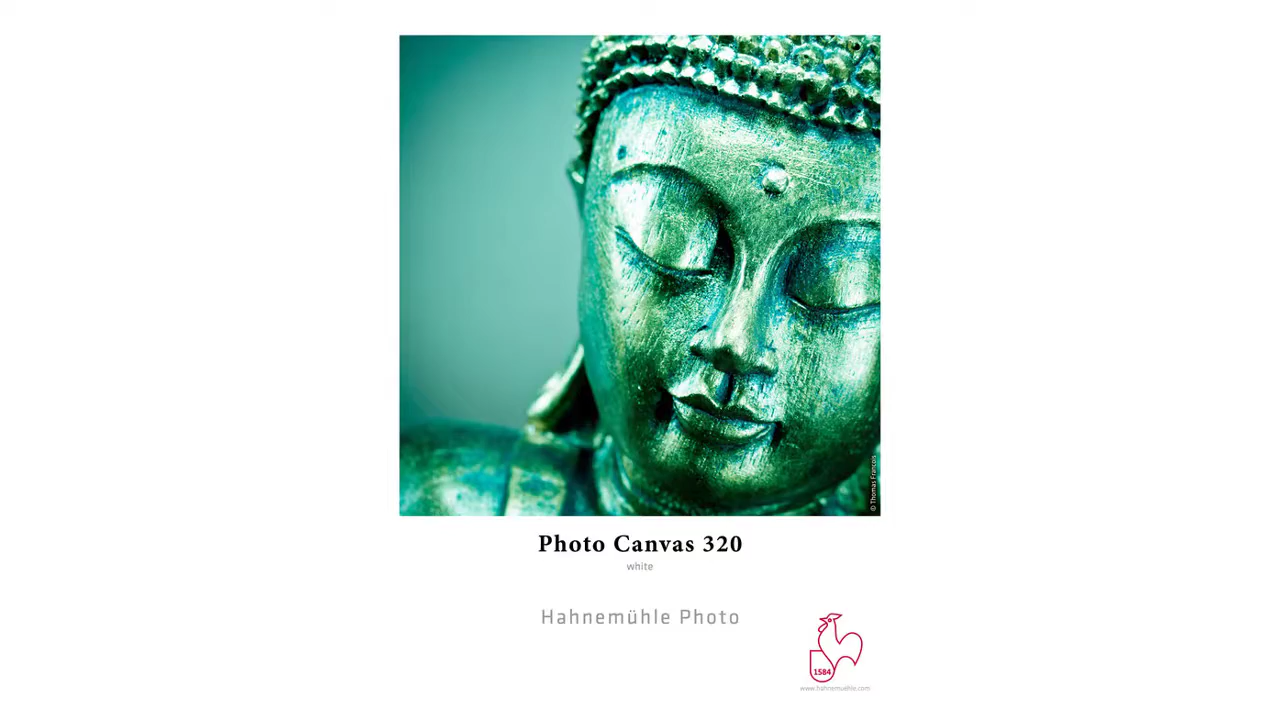 © Thomas Francois
Photo Canvas 320
white
Hahnemühle Photo
1584
www.hahnemuehle.com